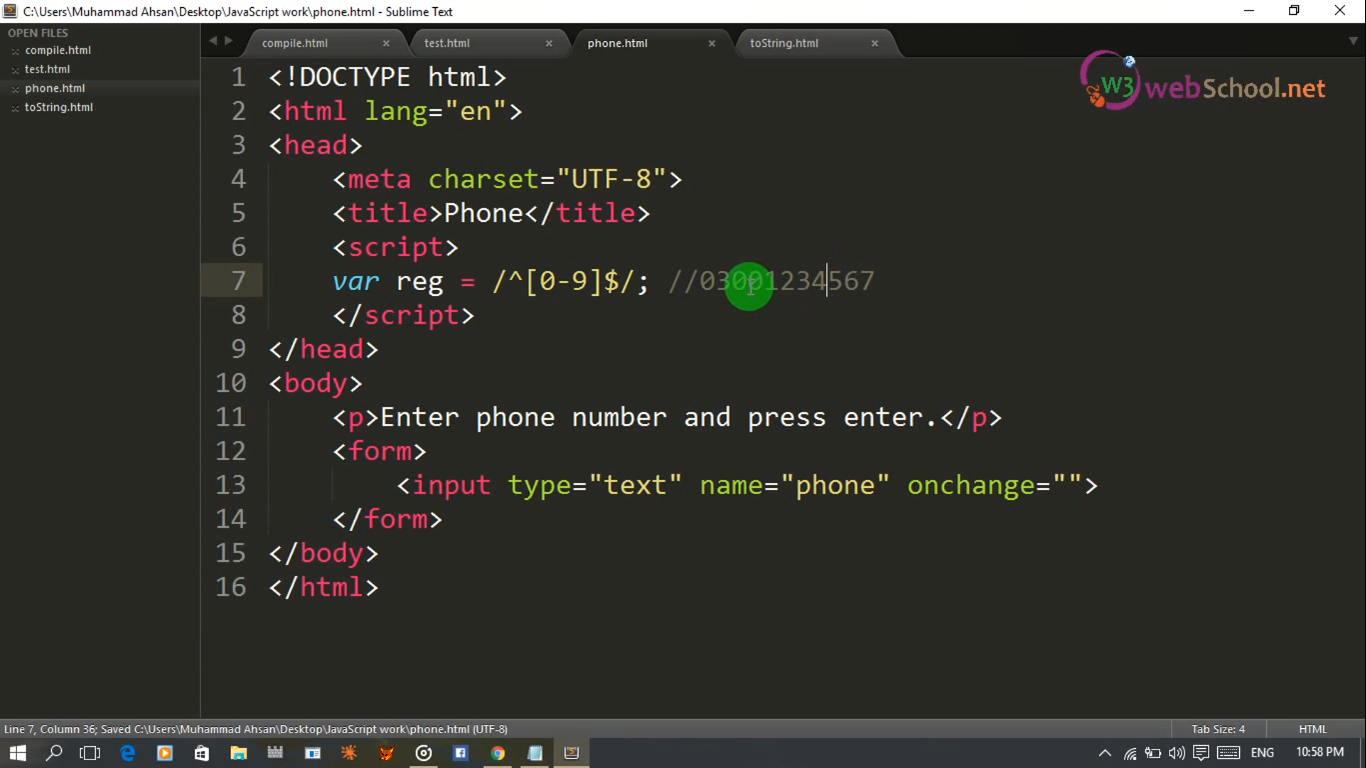 C:\Users\Muhammad Ahsan\Desktop\JavaScript work\phone.html - Sublime Text
OPEN FILES
compile.html
test.html
phone.html
toString.html
compile.html test.html phone.html toString.html
W3 webSchool.net
1 <!DOCTYPE html>
2 <html lang="en">
3 <head>
4 <meta charset="UTF-8">
5 <title>Phone</title>
6 <script>
7 var reg = /^[0-9]$/; //03001234567
8 </script>
9 </head>
10 <body>
11 <p>Enter phone number and press enter.</p>
12 <form>
13 <input type="text" name="phone" onchange="">
14 </form>
15 </body>
16 </html>
Line 7, Column 36; Saved C:\Users\Muhammad Ahsan\Desktop\JavaScript work\phone.html (UTF-8) Tab Size: 4 HTML
ENG 10:58 PM